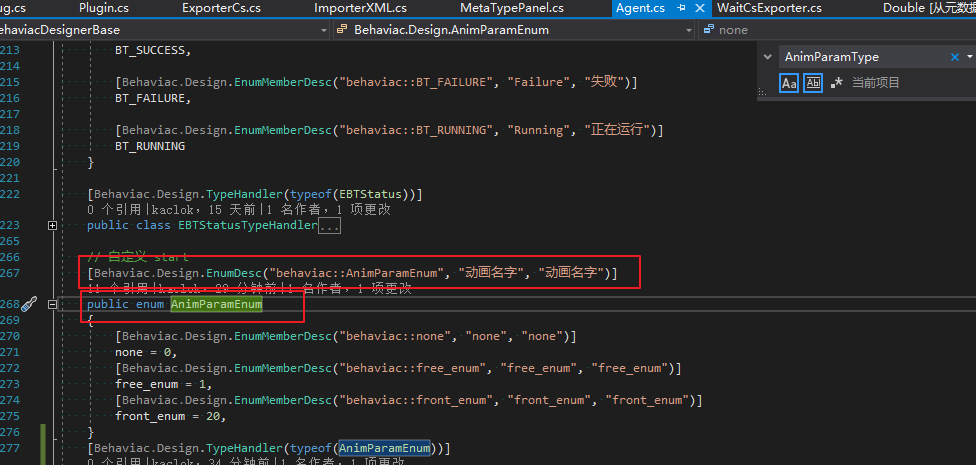 ug.cs Plugin.cs ExporterCs.cs ImporterXML.cs MetaTypePanel.cs Agent.cs WaitCsExporter.cs Double [从元数据
ehaviacDesignerBase Behaviac.Design.AnimParamEnum none
AnimParamType
Aa Ab 当前项目
213 BT_SUCCESS,
214
215 [Behaviac.Design.EnumMemberDesc("behaviac::BT_FAILURE", "Failure", "失败")]
216 BT_FAILURE,
217
218 [Behaviac.Design.EnumMemberDesc("behaviac::BT_RUNNING", "Running", "正在运行")]
219 BT_RUNNING
220 }
221
222 [Behaviac.Design.TypeHandler(typeof(EBTStatus))]
0 个引用|kaclok, 15 天前|1 名作者, 1 项更改
223 public class EBTStatusTypeHandler...
265
266 // 自定义 start
267 [Behaviac.Design.EnumDesc("behaviac::AnimParamEnum", "动画名字", "动画名字")]
11 个引用|kaclok, 29 分钟前|1 名作者, 1 项更改
268 public enum AnimParamEnum
269 {
270 [Behaviac.Design.EnumMemberDesc("behaviac::none", "none", "none")]
271 none = 0,
272 [Behaviac.Design.EnumMemberDesc("behaviac::free_enum", "free_enum", "free_enum")]
273 free_enum = 1,
274 [Behaviac.Design.EnumMemberDesc("behaviac::front_enum", "front_enum", "front_enum")]
275 front_enum = 20,
276 }
277 [Behaviac.Design.TypeHandler(typeof(AnimParamEnum))]
0 个引用|kaclok, 34 分钟前|1 名作者, 1 项更改